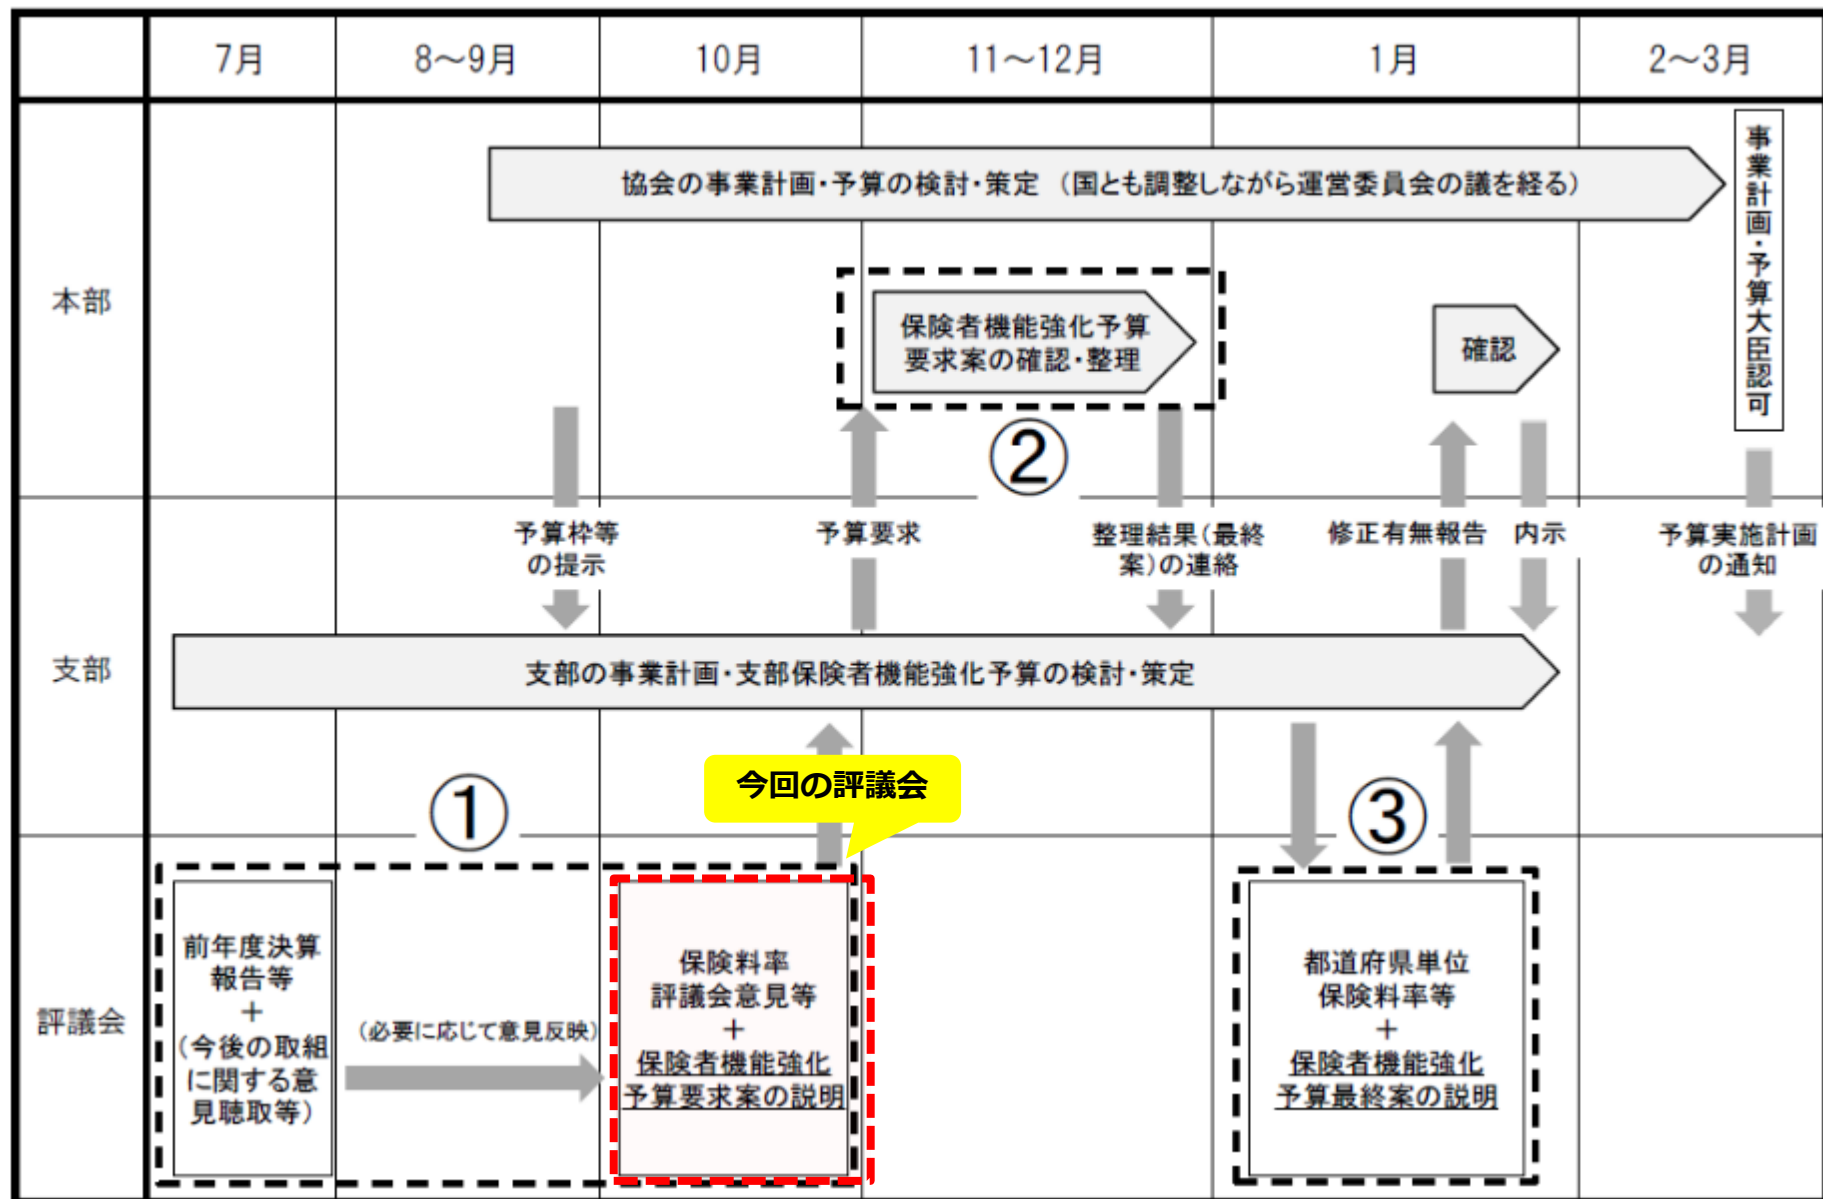 7月
8～9月
10月
11～12月
1月
2～3月
本部
協会の事業計画・予算の検討・策定 （国とも調整しながら運営委員会の議を経る）
事業計画・予算大臣認可
保険者機能強化予算
要求案の確認・整理
確認
②
予算枠等
の提示
予算要求
整理結果（最終
案）の連絡
修正有無報告
内示
予算実施計画
の通知
支部
支部の事業計画・支部保険者機能強化予算の検討・策定
今回の評議会
①
③
評議会
前年度決算
報告等
＋
（今後の取組
に関する意
見聴取等）
（必要に応じて意見反映）
保険料率
評議会意見等
＋
保険者機能強化
予算要求案の説明
都道府県単位
保険料率等
＋
保険者機能強化
予算最終案の説明